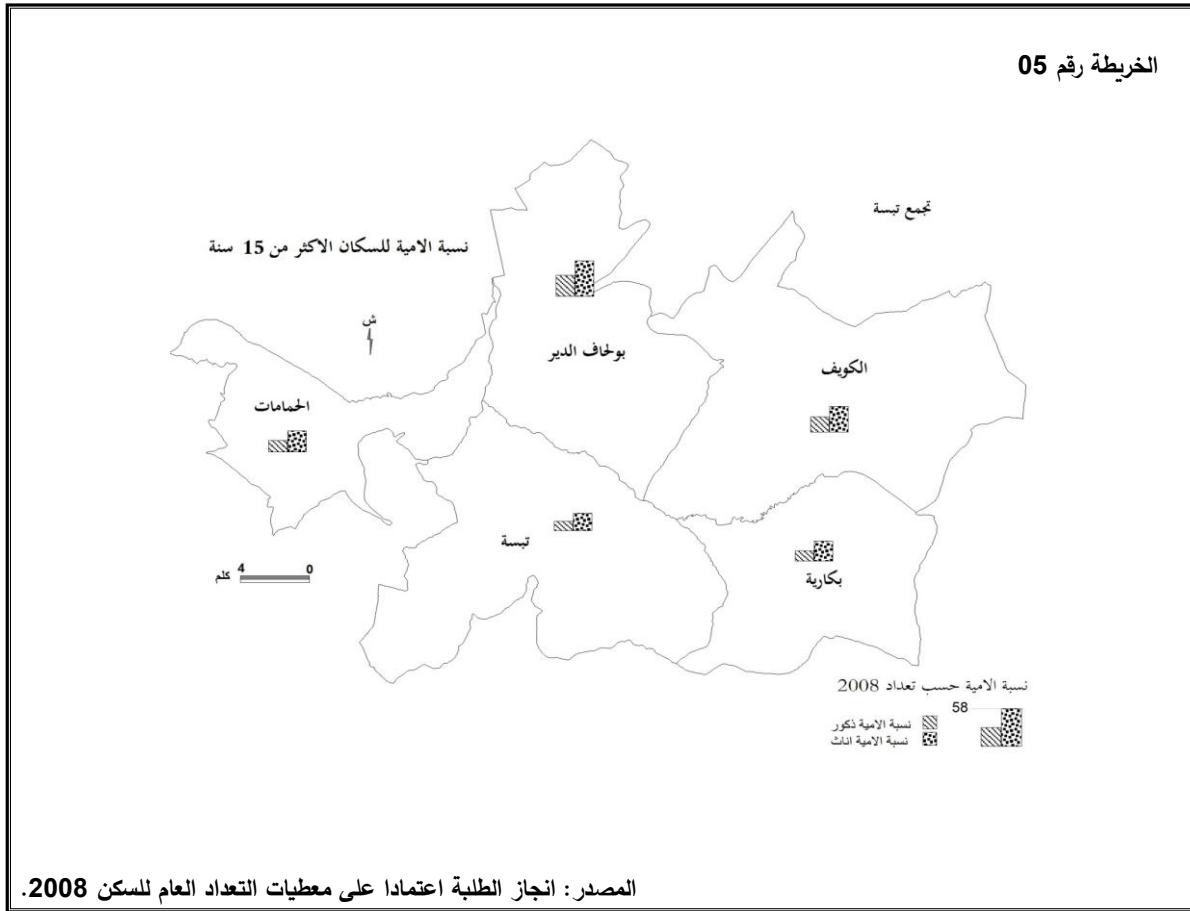 الخريطة رقم 05
تجمع تبسة
نسبة الامية للسكان الاكثر من 15 سنة
ش
بولحاف الدير
الكويف
الحمامات
تبسة
بكارية
كلم 4 0
نسبة الامية حسب تعداد 2008
58
نسبة الامية ذكور
نسبة الامية اناث
المصدر: انجاز الطلبة اعتمادا على معطيات التعداد العام للسكن 2008.